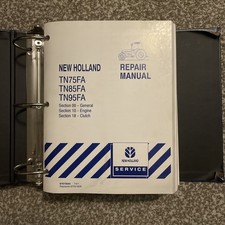 NEW HOLLAND
REPAIR
MANUAL
TN75FA
TN85FA
TN95FA
Section 00 - General
Section 10 - Engine
Section 18 - Clutch
NEW HOLLAND
SERVICE